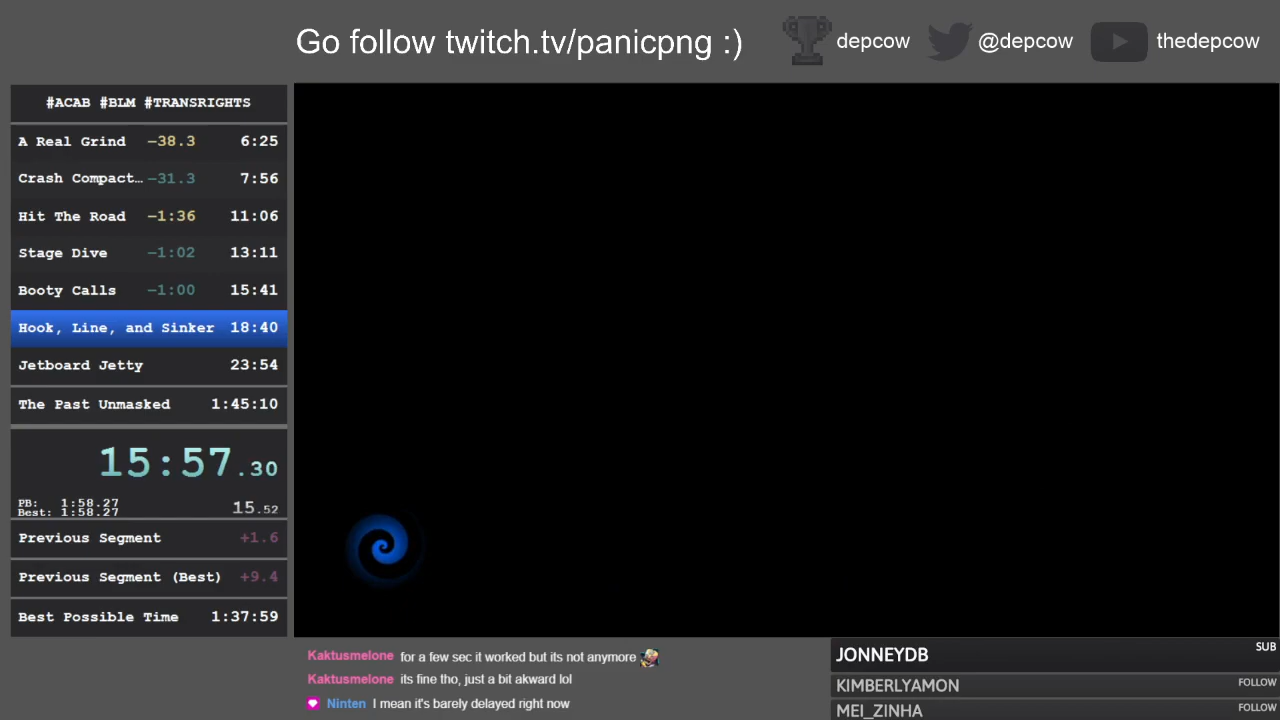 Go follow twitch.tv/panicpng :)
depcow
@depcow
thedepcow
#ACAB #BLM #TRANSRIGHTS
A Real Grind −38.3 6:25
Crash Compact… −31.3 7:56
Hit The Road −1:36 11:06
Stage Dive −1:02 13:11
Booty Calls −1:00 15:41
Hook, Line, and Sinker 18:40
Jetboard Jetty 23:54
The Past Unmasked 1:45:10
15:57.30
PB: 1:58.27
Best: 1:58.27
15.52
Previous Segment +1.6
Previous Segment (Best) +9.4
Best Possible Time 1:37:59
Kaktusmelone for a few sec it worked but its not anymore
Kaktusmelone its fine tho, just a bit akward lol
Ninten I mean it's barely delayed right now
JONNEYDB SUB
KIMBERLYAMON FOLLOW
MEI_ZINHA FOLLOW